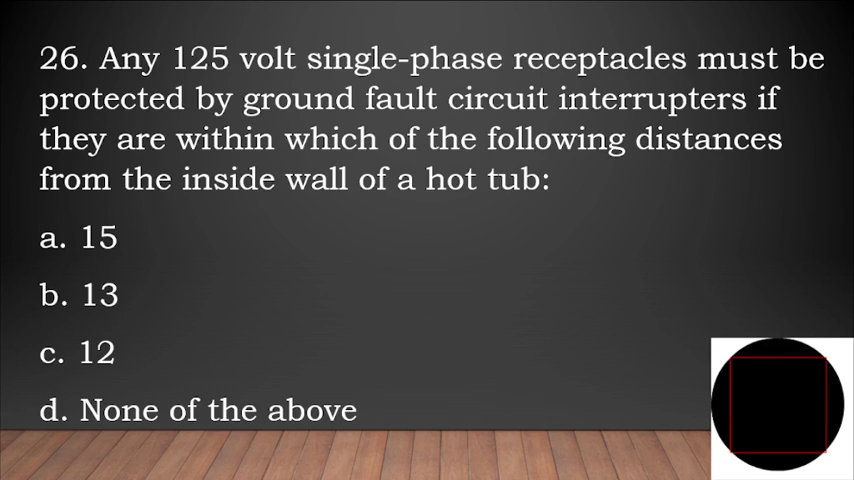 26. Any 125 volt single-phase receptacles must be
protected by ground fault circuit interrupters if
they are within which of the following distances
from the inside wall of a hot tub:
a. 15
b. 13
c. 12
d. None of the above